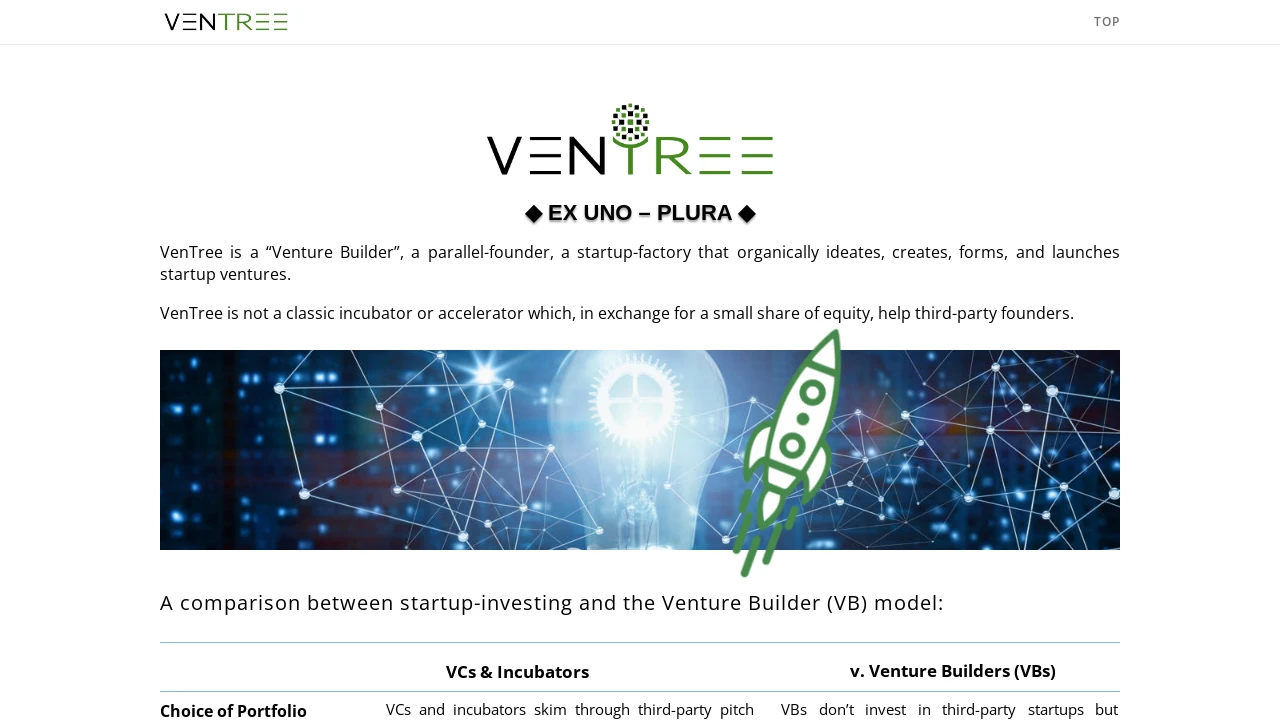 VENTREE
TOP
VENTREE
◆ EX UNO – PLURA ◆
VenTree is a “Venture Builder”, a parallel-founder, a startup-factory that organically ideates, creates, forms, and launches
startup ventures.
VenTree is not a classic incubator or accelerator which, in exchange for a small share of equity, help third-party founders.
A comparison between startup-investing and the Venture Builder (VB) model:
VCs & Incubators
v. Venture Builders (VBs)
Choice of Portfolio
VCs and incubators skim through third-party pitch
VBs don’t invest in third-party startups but